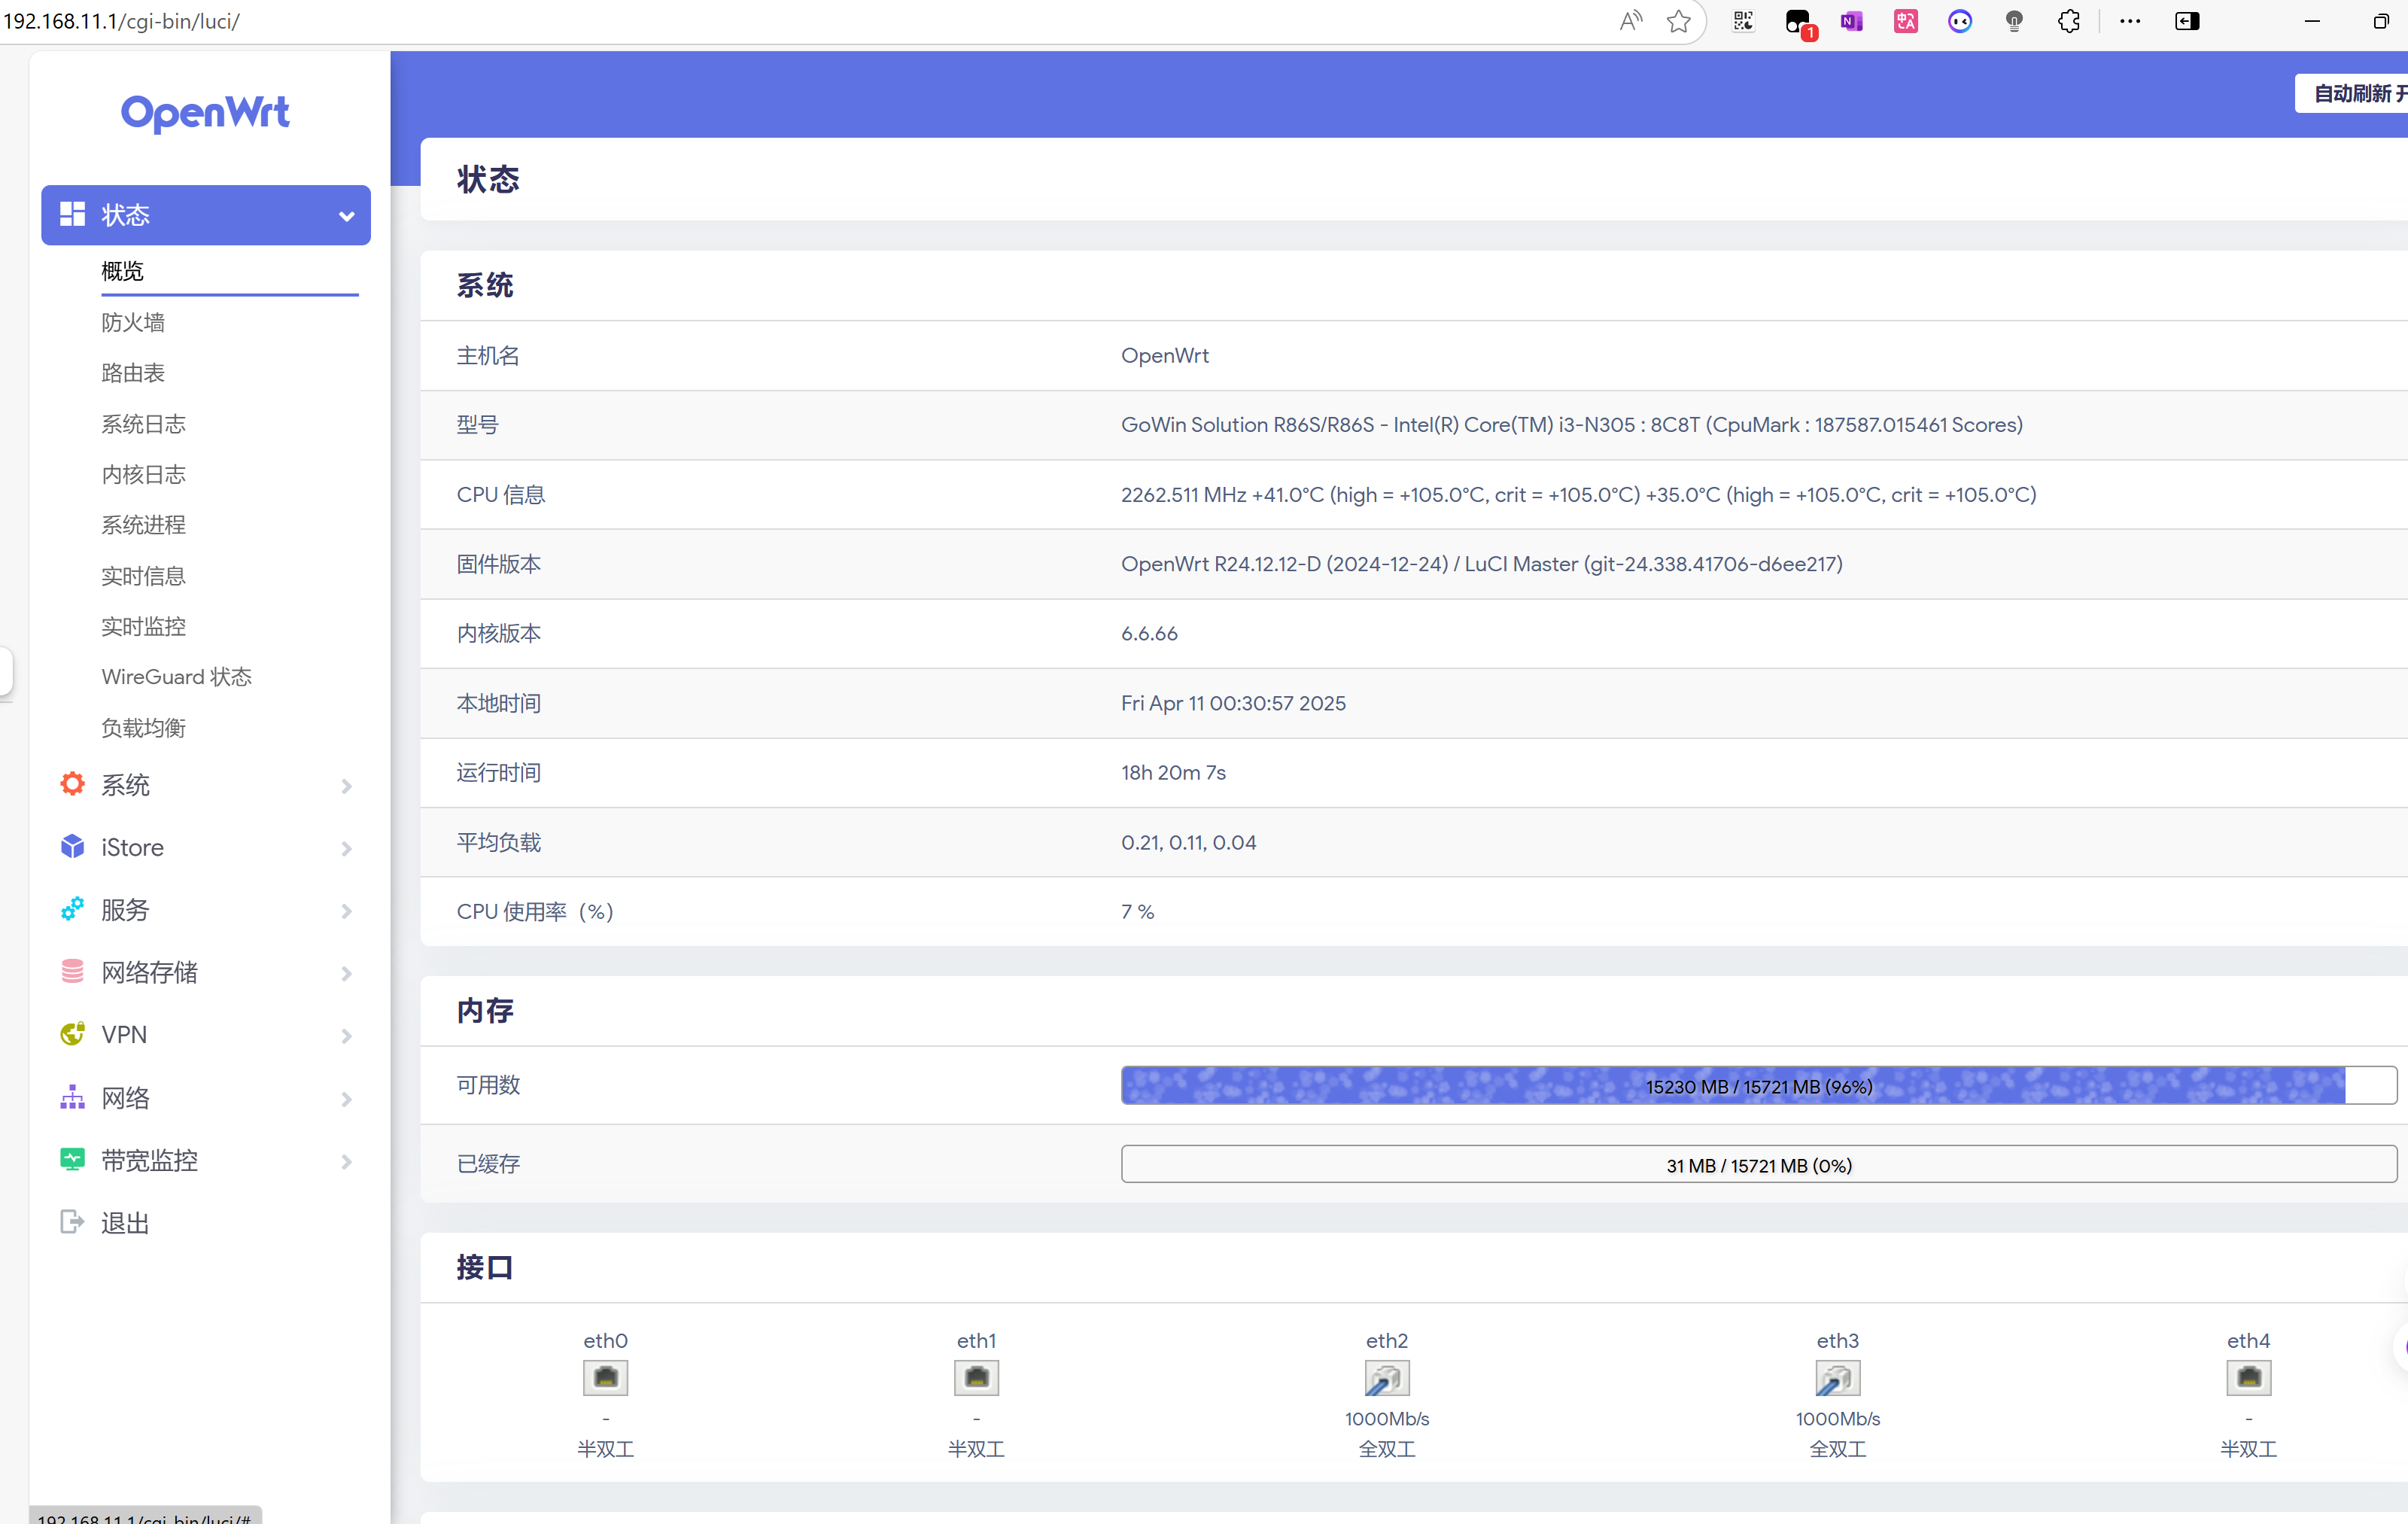 192.168.11.1/cgi-bin/luci/
1
自动刷新 开
OpenWrt
状态
概览
防火墙
路由表
系统日志
内核日志
系统进程
实时信息
实时监控
WireGuard 状态
负载均衡
系统
iStore
服务
网络存储
VPN
网络
带宽监控
退出
192.168.11.1/cgi-bin/luci/#
状态
系统
主机名 OpenWrt
型号 GoWin Solution R86S/R86S - Intel(R) Core(TM) i3-N305 : 8C8T (CpuMark : 187587.015461 Scores)
CPU 信息 2262.511 MHz +41.0°C (high = +105.0°C, crit = +105.0°C) +35.0°C (high = +105.0°C, crit = +105.0°C)
固件版本 OpenWrt R24.12.12-D (2024-12-24) / LuCI Master (git-24.338.41706-d6ee217)
内核版本 6.6.66
本地时间 Fri Apr 11 00:30:57 2025
运行时间 18h 20m 7s
平均负载 0.21, 0.11, 0.04
CPU 使用率（%） 7 %
内存
可用数 15230 MB / 15721 MB (96%)
已缓存 31 MB / 15721 MB (0%)
接口
eth0 eth1 eth2 eth3 eth4
- - 1000Mb/s 1000Mb/s -
半双工 半双工 全双工 全双工 半双工